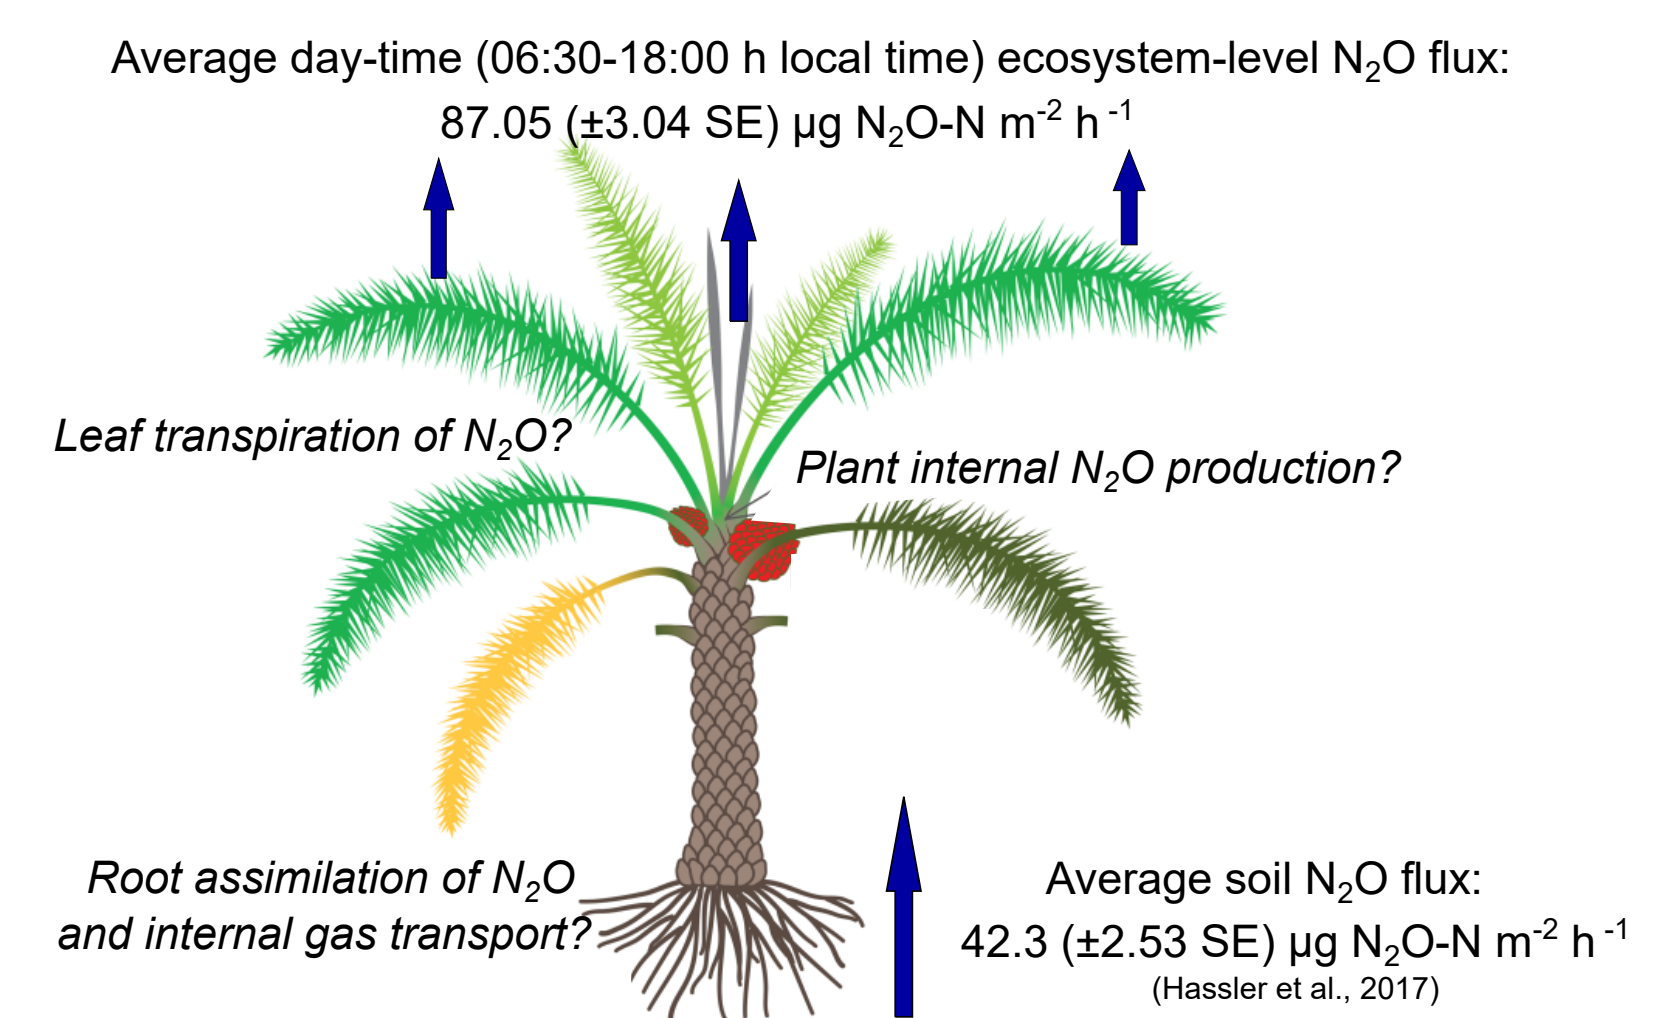 Average day-time (06:30-18:00 h local time) ecosystem-level N₂O flux:
87.05 (±3.04 SE) µg N₂O-N m⁻² h⁻¹
Leaf transpiration of N₂O?
Plant internal N₂O production?
Root assimilation of N₂O
and internal gas transport?
Average soil N₂O flux:
42.3 (±2.53 SE) µg N₂O-N m⁻² h⁻¹
(Hassler et al., 2017)